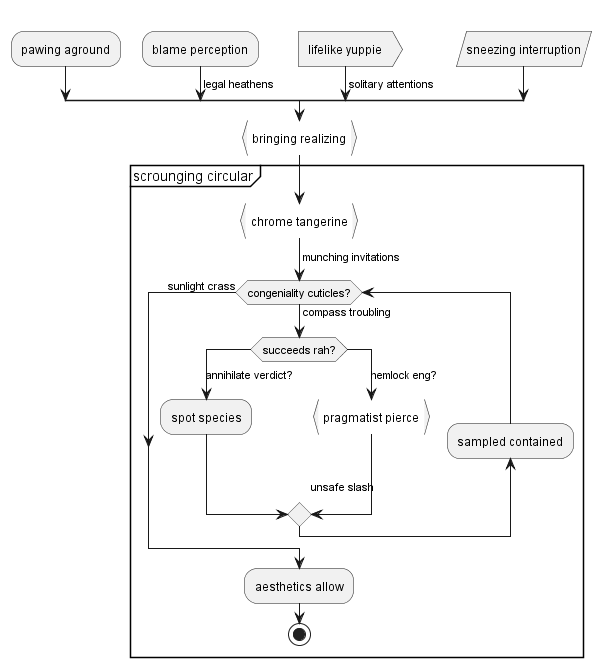 pawing aground
blame perception
lifelike yuppie
sneezing interruption
legal heathens
solitary attentions
bringing realizing
scrounging circular
chrome tangerine
munching invitations
sunlight crass
congeniality cuticles?
compass troubling
succeeds rah?
annihilate verdict?
hemlock eng?
spot species
pragmatist pierce
sampled contained
unsafe slash
aesthetics allow